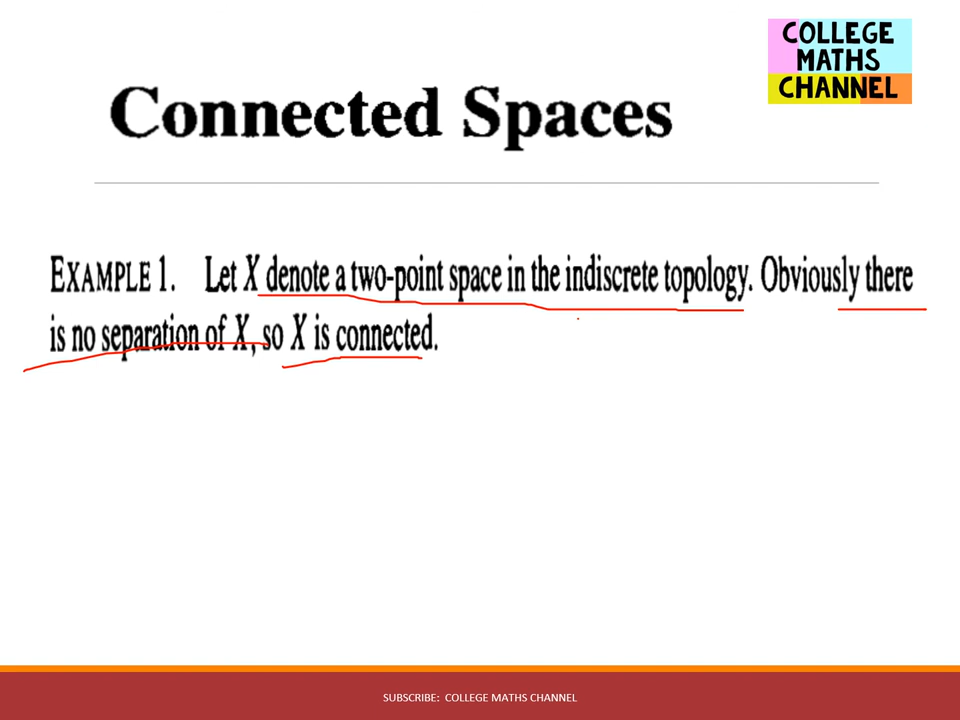 COLLEGE
MATHS
CHANNEL
Connected Spaces
EXAMPLE 1. Let X denote a two-point space in the indiscrete topology. Obviously there
is no separation of X, so X is connected.
SUBSCRIBE: COLLEGE MATHS CHANNEL